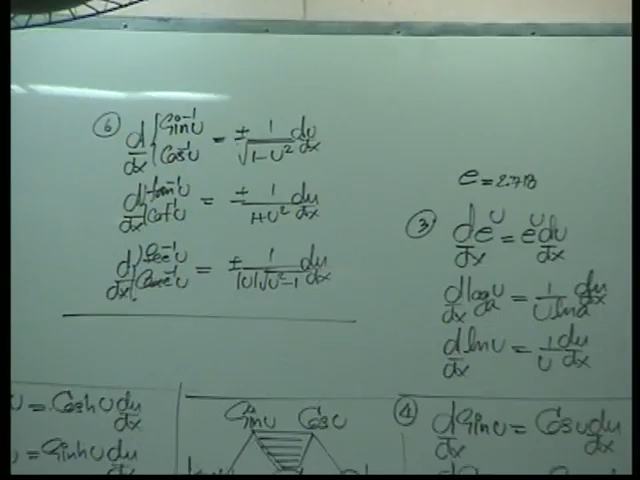 ⑥ d/dx { Sin⁻¹U Cos⁻¹U = ± 1/√(1-U²) du/dx
d/dx { tan⁻¹U Cot⁻¹U = ± 1/(1+U²) du/dx
d/dx { Sec⁻¹U Cosec⁻¹U = ± 1/(|U|√(U²-1)) du/dx
e = 2.718
③ d/dx e^U = e^U du/dx
d/dx log_a U = 1/(U ln a) du/dx
d/dx ln U = 1/U du/dx
U = Cosh U du/dx
U = Sinh U du/dx
Sin U Cos U
④ d/dx Sin U = Cos U du/dx